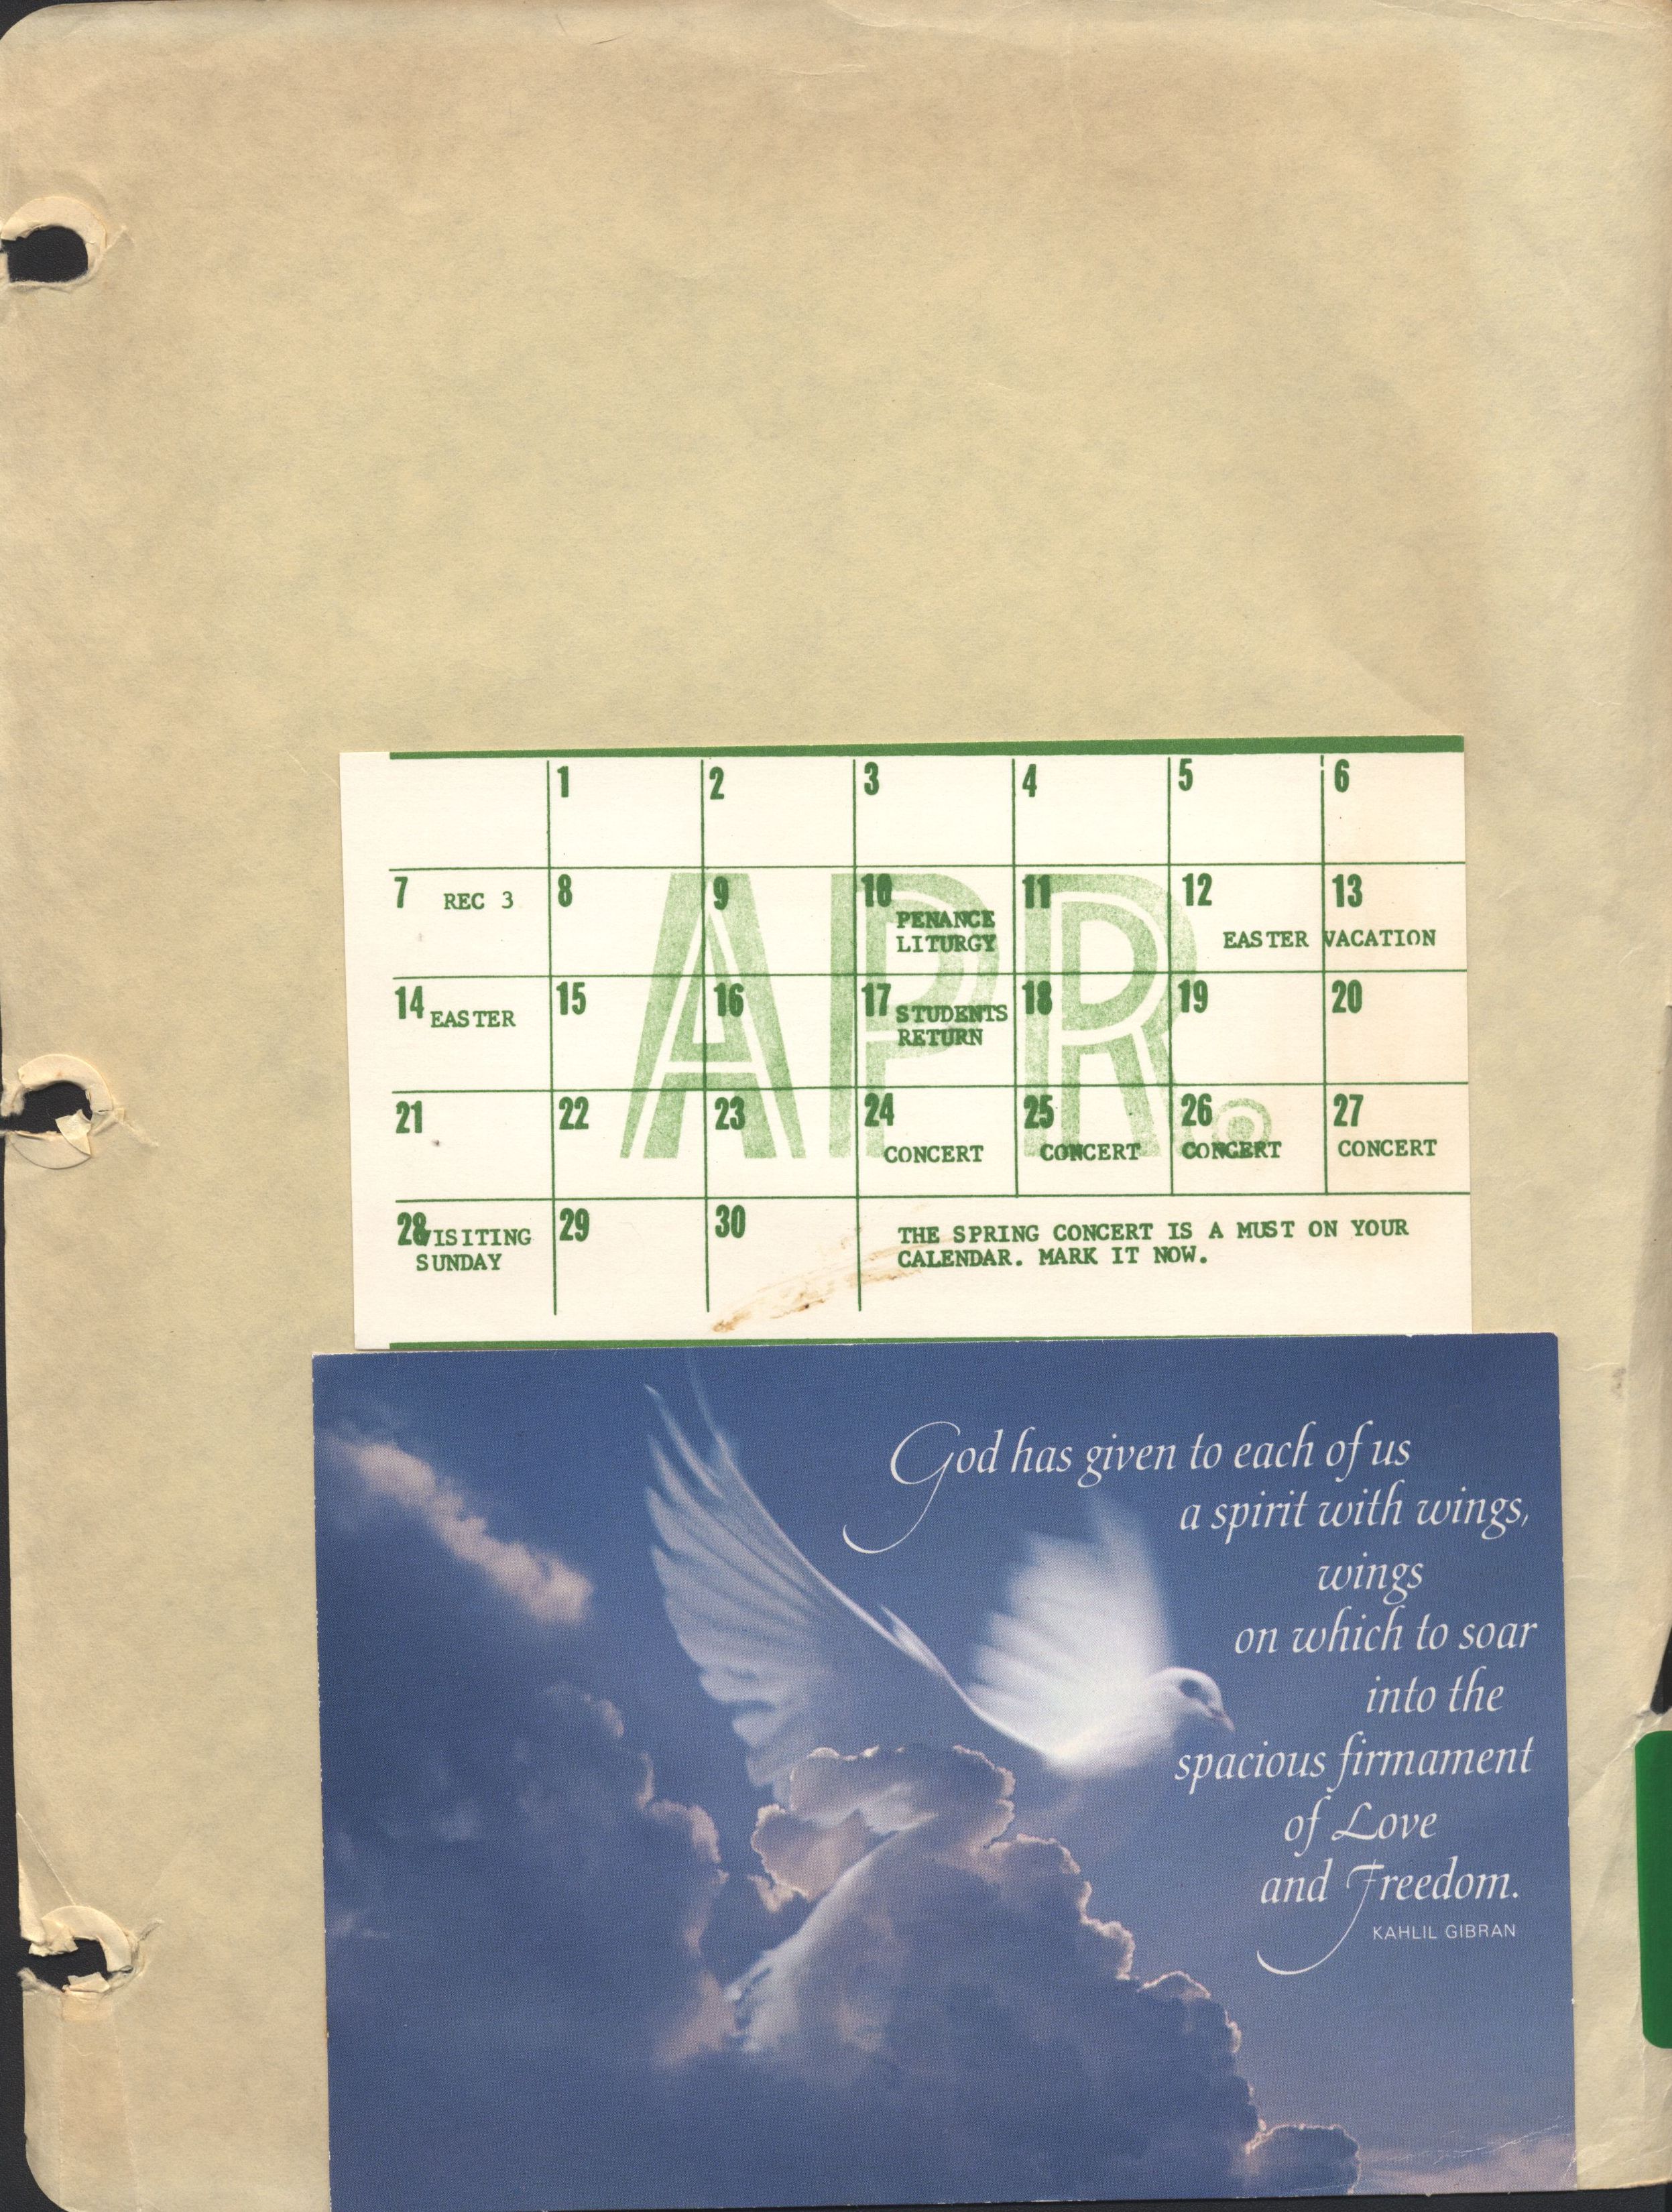 1 2 3 4 5 6
7 REC 3 8 9 10 11 12 13
PENANCE
LITURGY
EASTER VACATION
APR.
14 EASTER 15 16 17 18 19 20
STUDENTS
RETURN
21 22 23 24 25 26 27
CONCERT CONCERT CONCERT CONCERT
28 VISITING 29 30
SUNDAY
THE SPRING CONCERT IS A MUST ON YOUR
CALENDAR. MARK IT NOW.
God has given to each of us
a spirit with wings,
wings
on which to soar
into the
spacious firmament
of Love
and Freedom.
KAHLIL GIBRAN